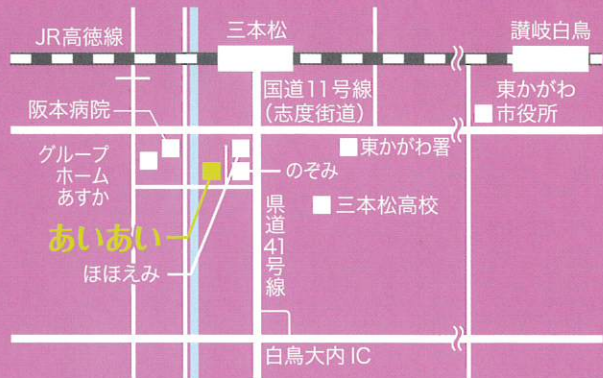 JR高徳線
三本松
讃岐白鳥
国道11号線
(志度街道)
東かがわ
市役所
阪本病院
グループ
ホーム
あすか
東かがわ署
のぞみ
三本松高校
あいあい
ほほえみ
県道41号線
白鳥大内 IC